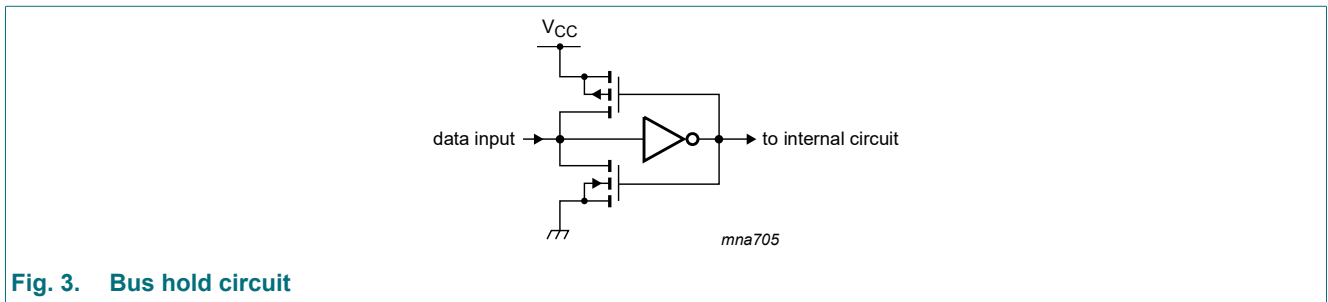 VCC
data input
to internal circuit
mna705
Fig. 3. Bus hold circuit